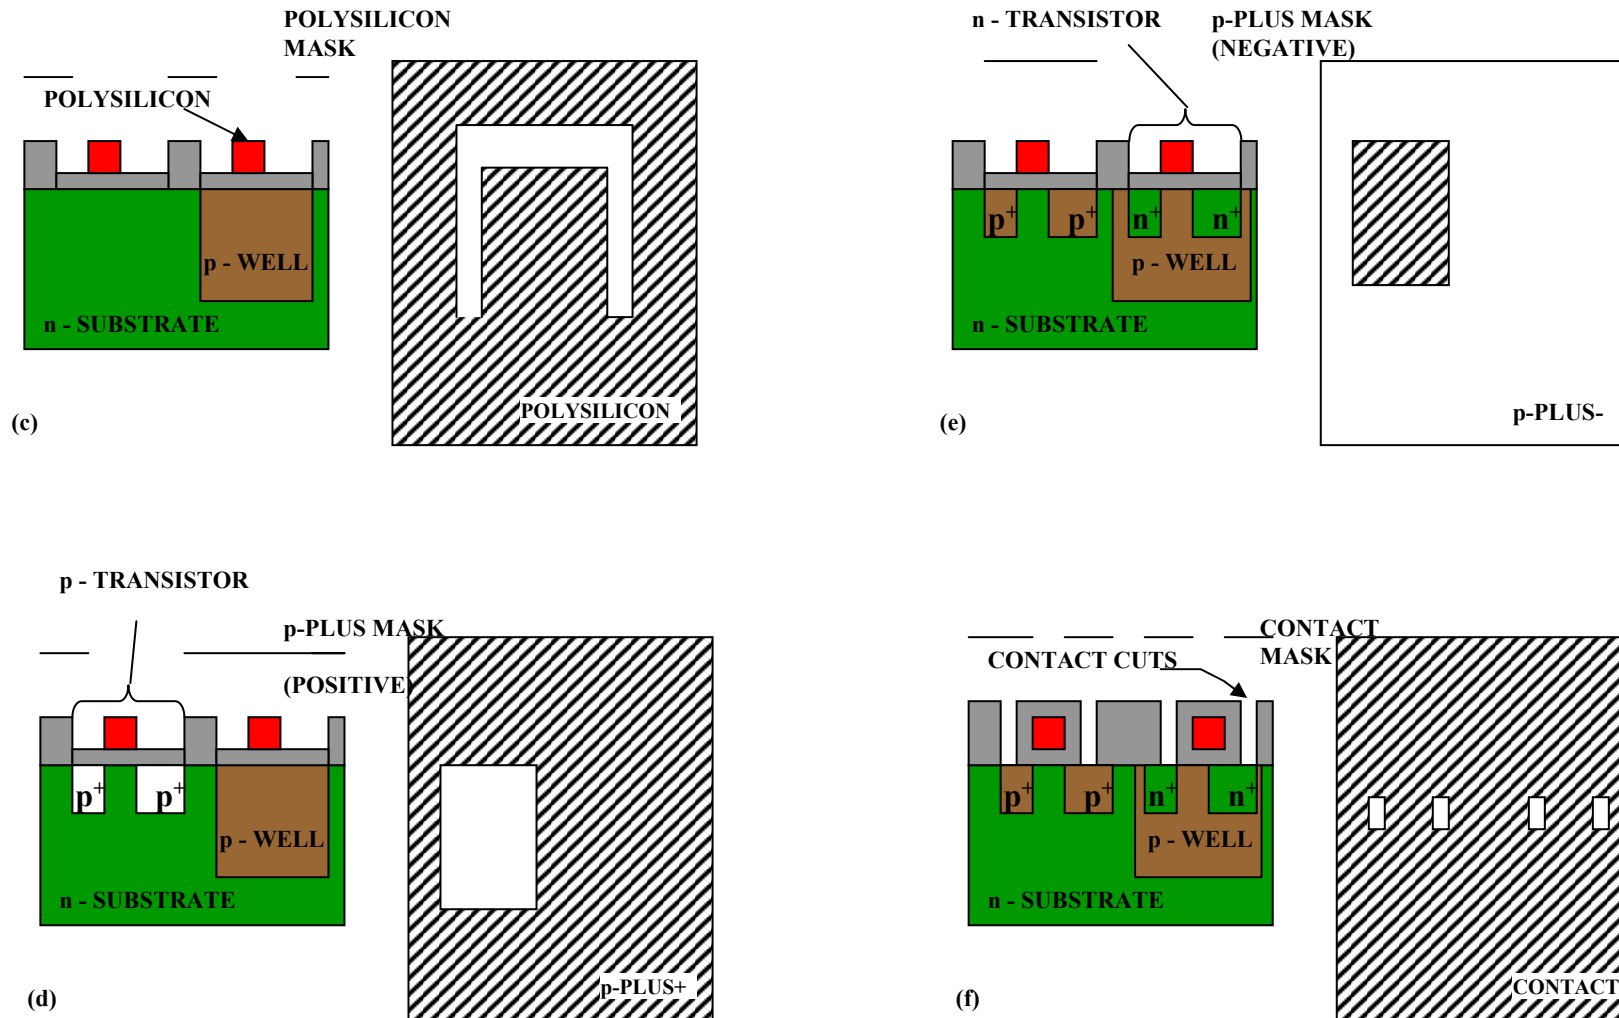 POLYSILICON
MASK
POLYSILICON
p - WELL
n - SUBSTRATE
POLYSILICON
(c)
n - TRANSISTOR
p-PLUS MASK
(NEGATIVE)
p+
p+
n+
n+
p - WELL
n - SUBSTRATE
p-PLUS-
(e)
p - TRANSISTOR
p-PLUS MASK
(POSITIVE)
p+
p+
p - WELL
n - SUBSTRATE
p-PLUS+
(d)
CONTACT
MASK
CONTACT CUTS
p+
p+
n+
n+
p - WELL
n - SUBSTRATE
CONTACT
(f)